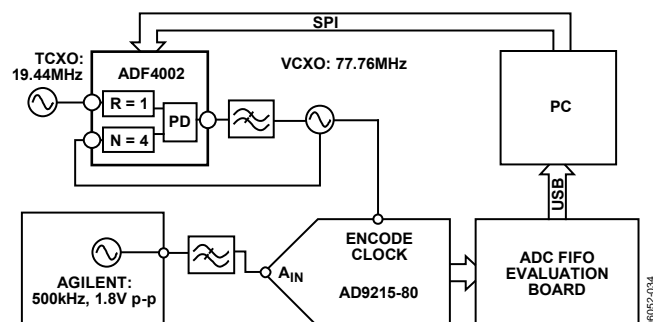 SPI
TCXO:
19.44MHz
ADF4002
VCXO: 77.76MHz
R = 1
PD
N = 4
PC
USB
ENCODE
CLOCK
AIN
AD9215-80
AGILENT:
500kHz, 1.8V p-p
ADC FIFO
EVALUATION
BOARD
06052-034